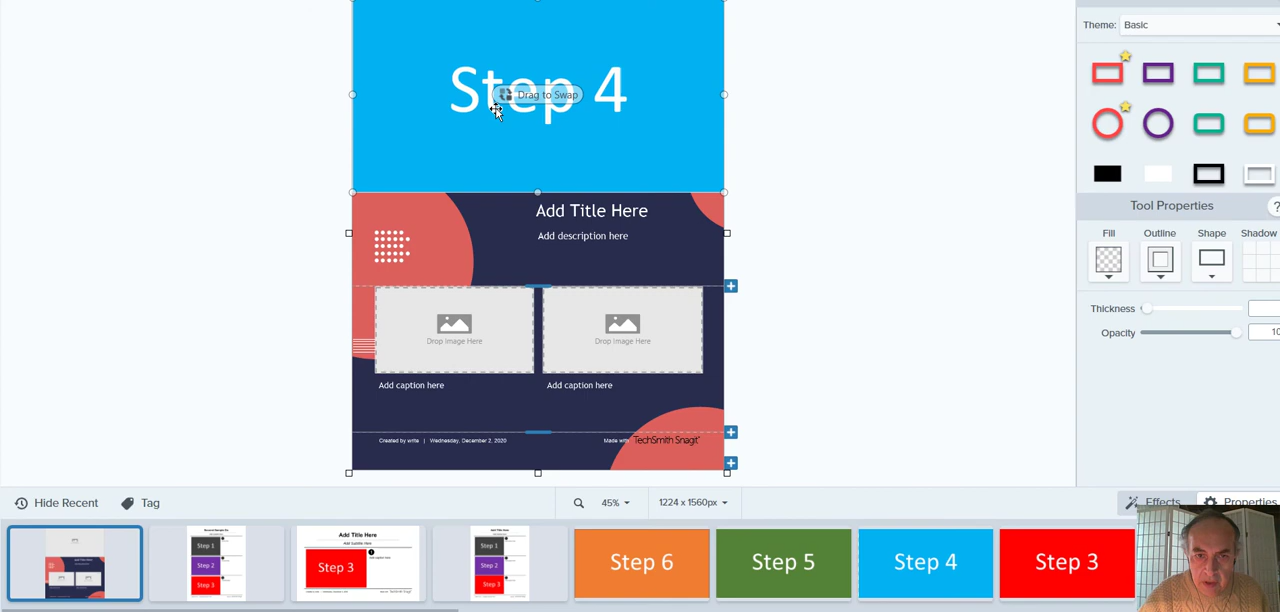 Theme: Basic
Step 4
Drag to Swap
Add Title Here
Add description here
Tool Properties
?
Fill Outline Shape Shadow
Thickness
Opacity 10
Drop Image Here Drop Image Here
Add caption here Add caption here
Created by write | Wednesday, December 2, 2020 Made with TechSmith Snagit
Hide Recent Tag 45% 1224 x 1560px Effects Properties
Step 1
Step 2
Step 3
Add Title Here
Add Subtitle Here
Step 3
Step 1
Step 2
Step 3
Step 6 Step 5 Step 4 Step 3